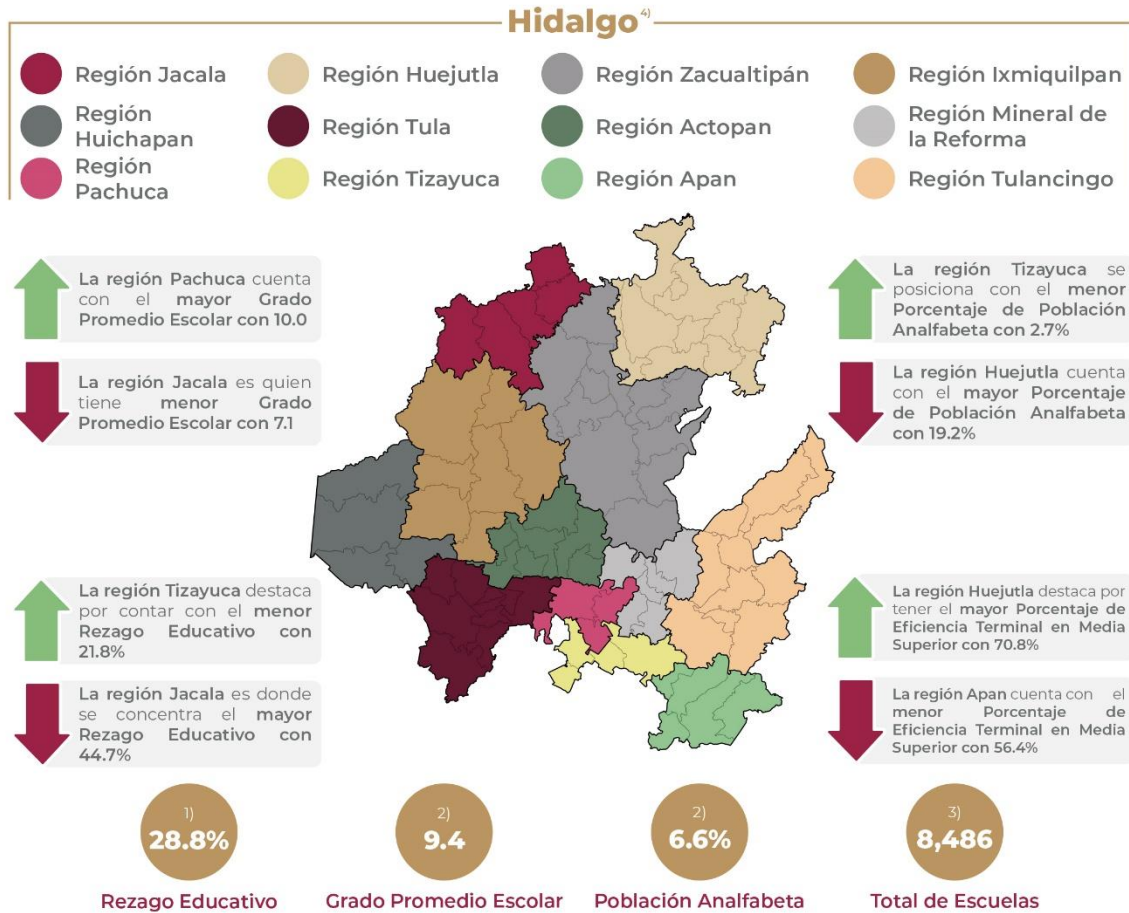 Hidalgo 4)
Región Jacala
Región Huejutla
Región Zacualtipán
Región Ixmiquilpan
Región
Huichapan
Región Tula
Región Actopan
Región Mineral de
la Reforma
Región
Pachuca
Región Tizayuca
Región Apan
Región Tulancingo
La región Pachuca cuenta
con el mayor Grado
Promedio Escolar con 10.0
La región Jacala es quien
tiene menor Grado
Promedio Escolar con 7.1
La región Tizayuca se
posiciona con el menor
Porcentaje de Población
Analfabeta con 2.7%
La región Huejutla cuenta
con el mayor Porcentaje
de Población Analfabeta
con 19.2%
La región Tizayuca destaca
por contar con el menor
Rezago Educativo con
21.8%
La región Jacala es donde
se concentra el mayor
Rezago Educativo con
44.7%
La región Huejutla destaca por
tener el mayor Porcentaje de
Eficiencia Terminal en Media
Superior con 70.8%
La región Apan cuenta con el
menor Porcentaje de
Eficiencia Terminal en Media
Superior con 56.4%
1)
28.8%
Rezago Educativo
2)
9.4
Grado Promedio Escolar
2)
6.6%
Población Analfabeta
3)
8,486
Total de Escuelas